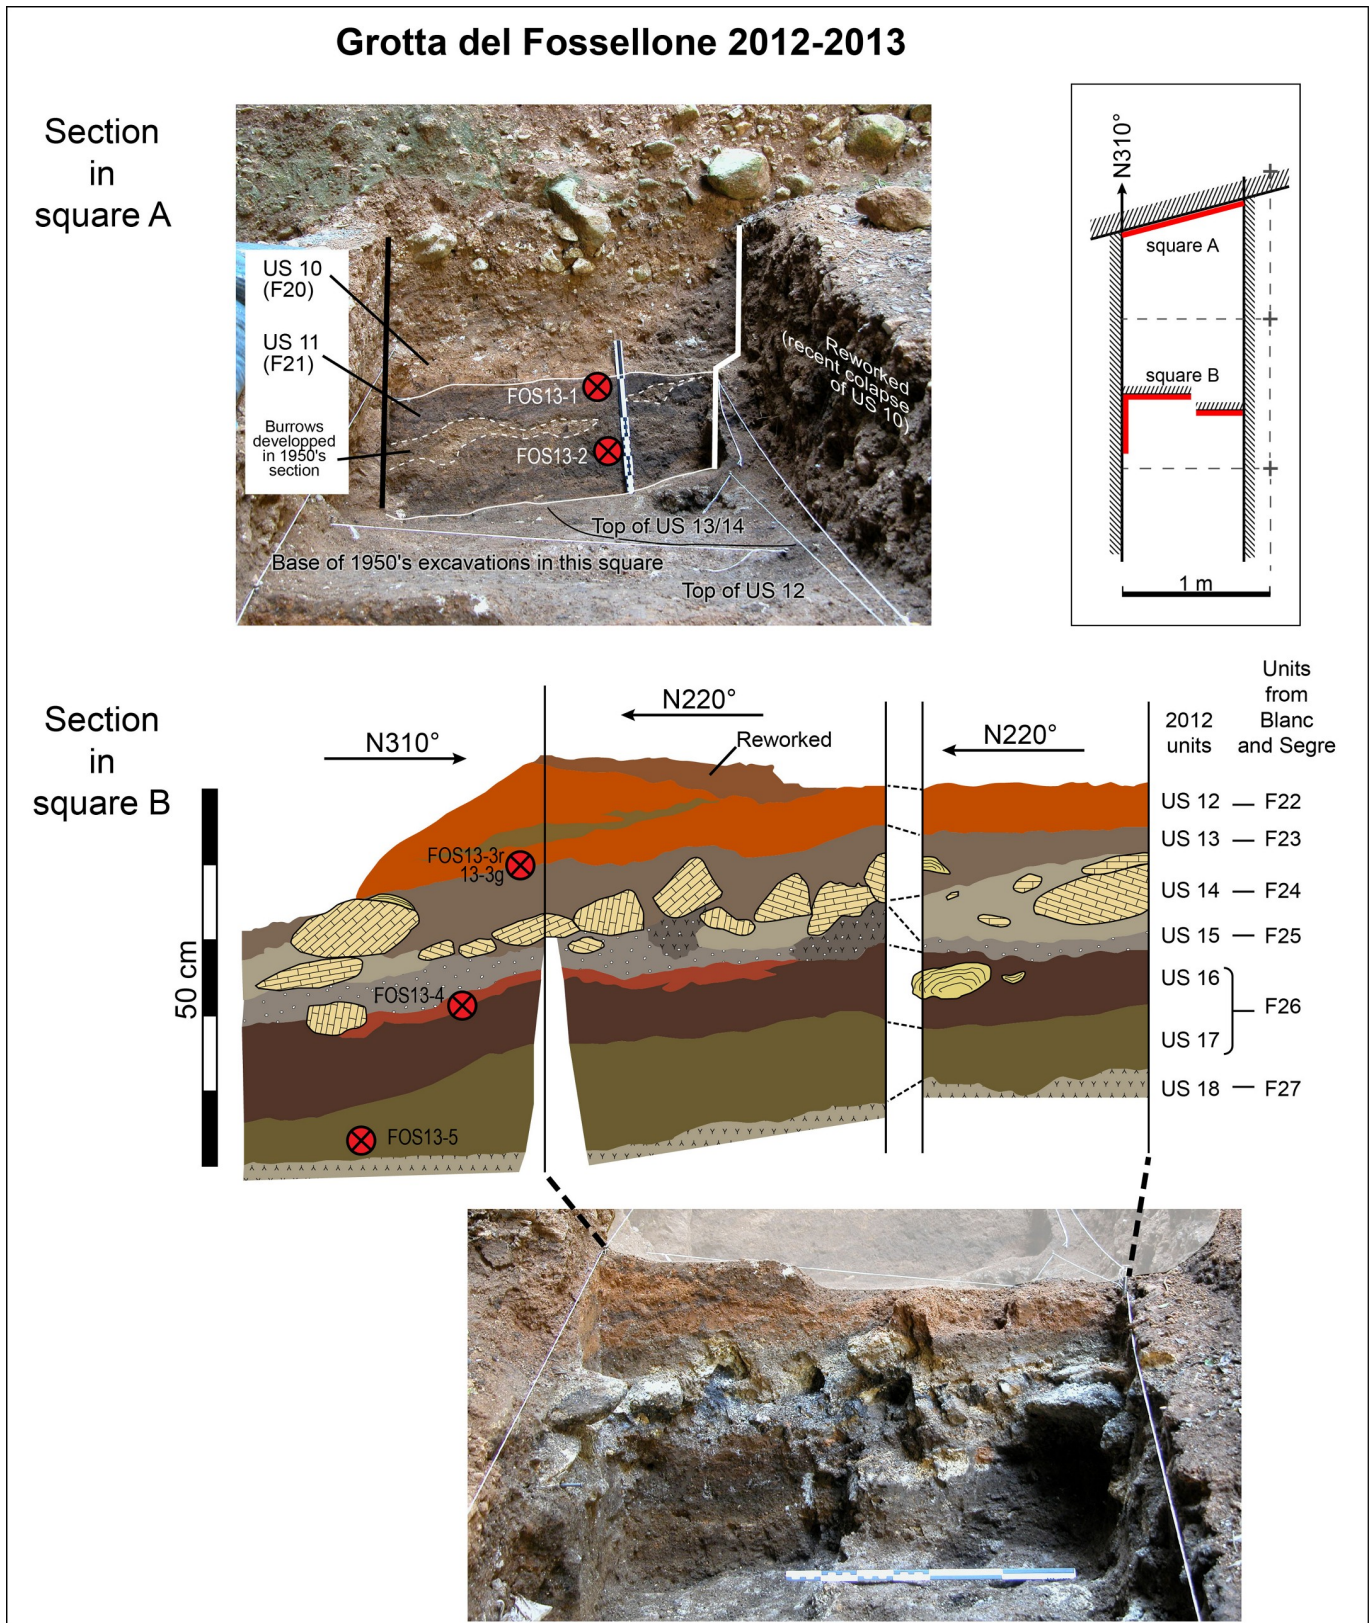 Grotta del Fossellone 2012-2013
Section
in
square A
US 10
(F20)
US 11
(F21)
Burrows
developped
in 1950's
section
FOS13-1
FOS13-2
Reworked
(recent colapse
of US 10)
Top of US 13/14
Base of 1950's excavations in this square
Top of US 12
N310°
square A
square B
1 m
Section
in
square B
50 cm
N310°
N220°
Reworked
N220°
2012
units
Units
from
Blanc
and Segre
FOS13-3r
13-3g
FOS13-4
FOS13-5
US 12 — F22
US 13 — F23
US 14 — F24
US 15 — F25
US 16
F26
US 17
US 18 — F27